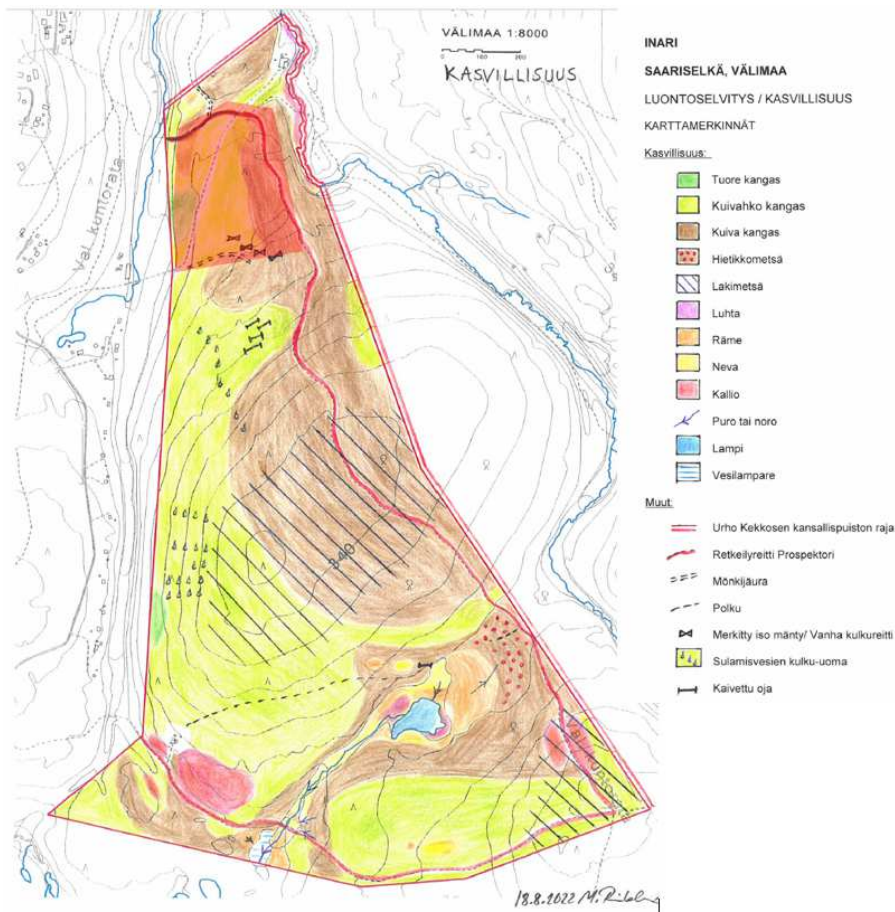 VÄLIMAA 1:8000
0 100 200
KASVILLISUUS
Val. kuntorata
340
18.8.2022
INARI
SAARISELKÄ, VÄLIMAA
LUONTOSELVITYS / KASVILLISUUS
KARTTAMERKINNÄT
Kasvillisuus:
Tuore kangas
Kuivahko kangas
Kuiva kangas
Hietikkometsä
Lakimetsä
Luhta
Räme
Neva
Kallio
Puro tai noro
Lampi
Vesilampare
Muut:
Urho Kekkosen kansallispuiston raja
Retkeilyreitti Prospektori
Mönkijäura
Polku
Merkitty iso mänty/ Vanha kulkureitti
Sulamisvesien kulku-uoma
Kaivettu oja